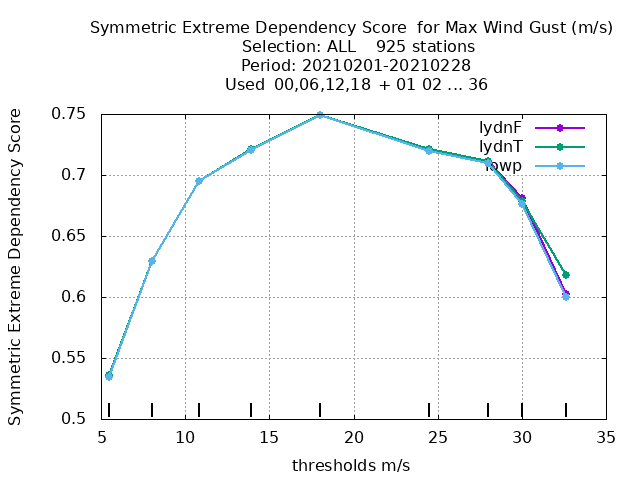 Symmetric Extreme Dependency Score for Max Wind Gust (m/s)
Selection: ALL 925 stations
Period: 20210201-20210228
Used 00,06,12,18 + 01 02 ... 36
Symmetric Extreme Dependency Score
0.75
0.7
0.65
0.6
0.55
0.5
lydnF
lydnT
lowp
5 10 15 20 25 30 35
thresholds m/s